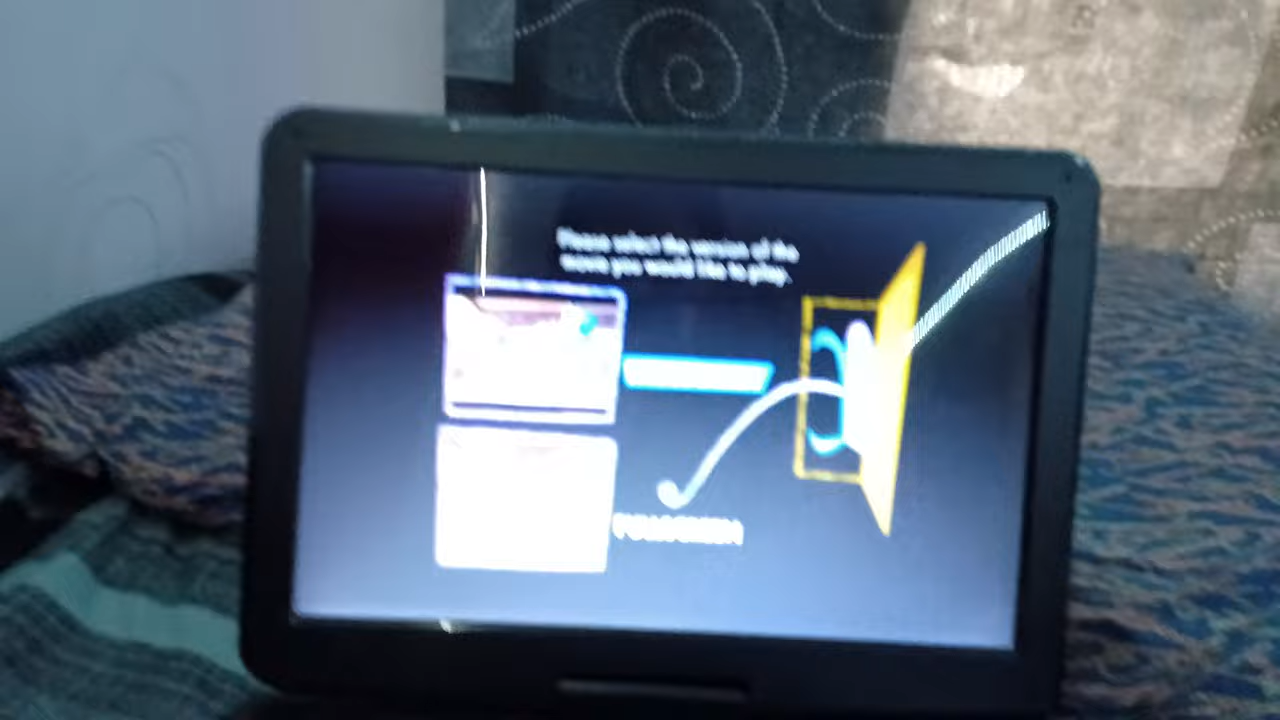 Please select the version of the
movie you would like to play.
FULLSCREEN